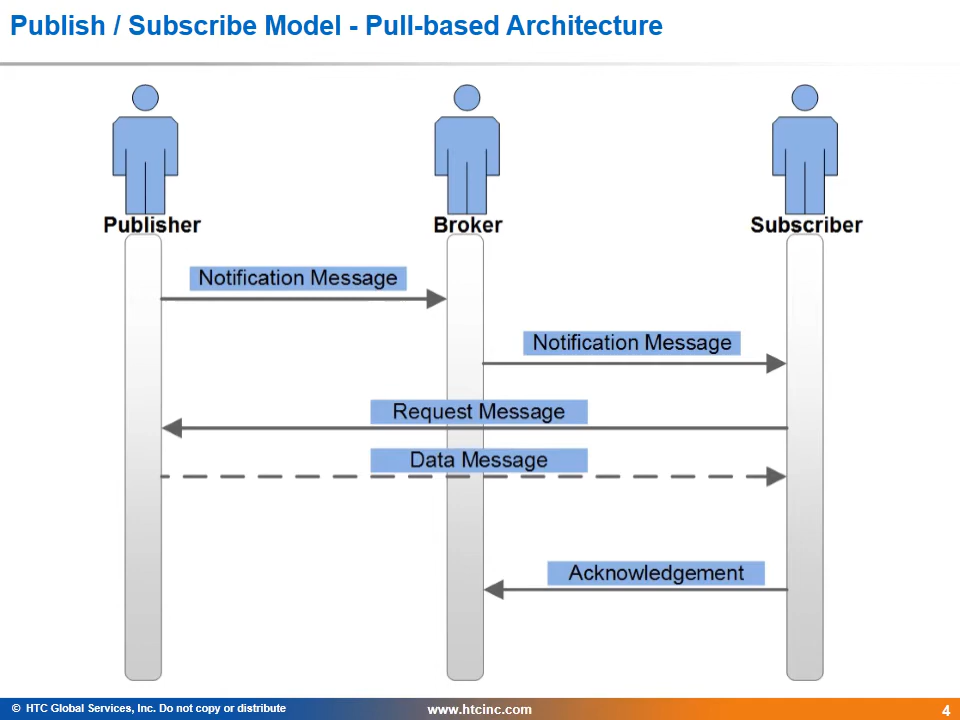 Publish / Subscribe Model - Pull-based Architecture
Publisher
Broker
Subscriber
Notification Message
Notification Message
Request Message
Data Message
Acknowledgement
© HTC Global Services, Inc. Do not copy or distribute
www.htcinc.com
4